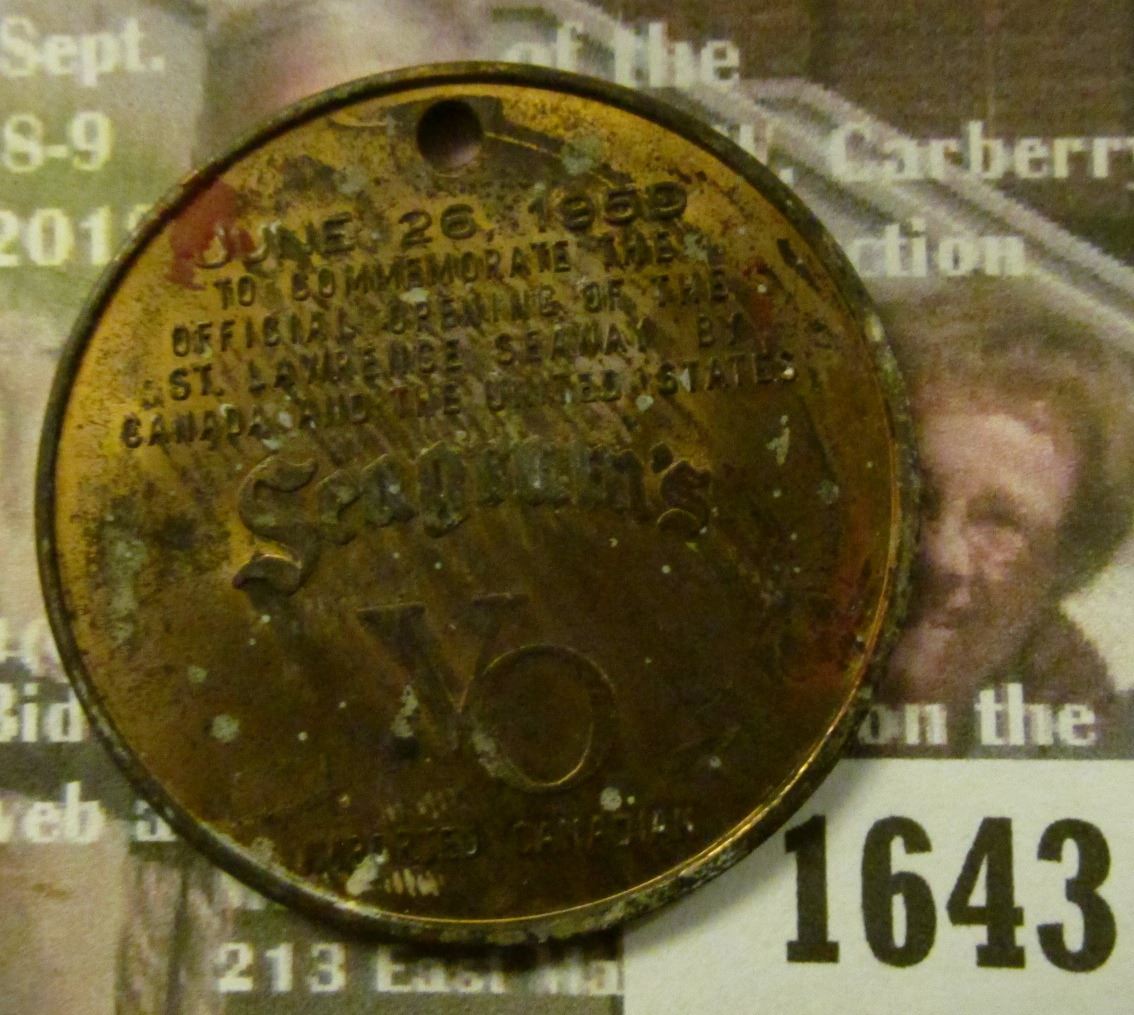 Sept.
8-9
of the
Carberry
ction
JUNE 26, 1959
TO COMMEMORATE THE
OFFICIAL OPENING OF THE
ST. LAWRENCE SEAWAY BY
CANADA AND THE UNITED STATES
Seagram's
VO
IMPORTED CANADIAN
Bid
on the
1643
213 East